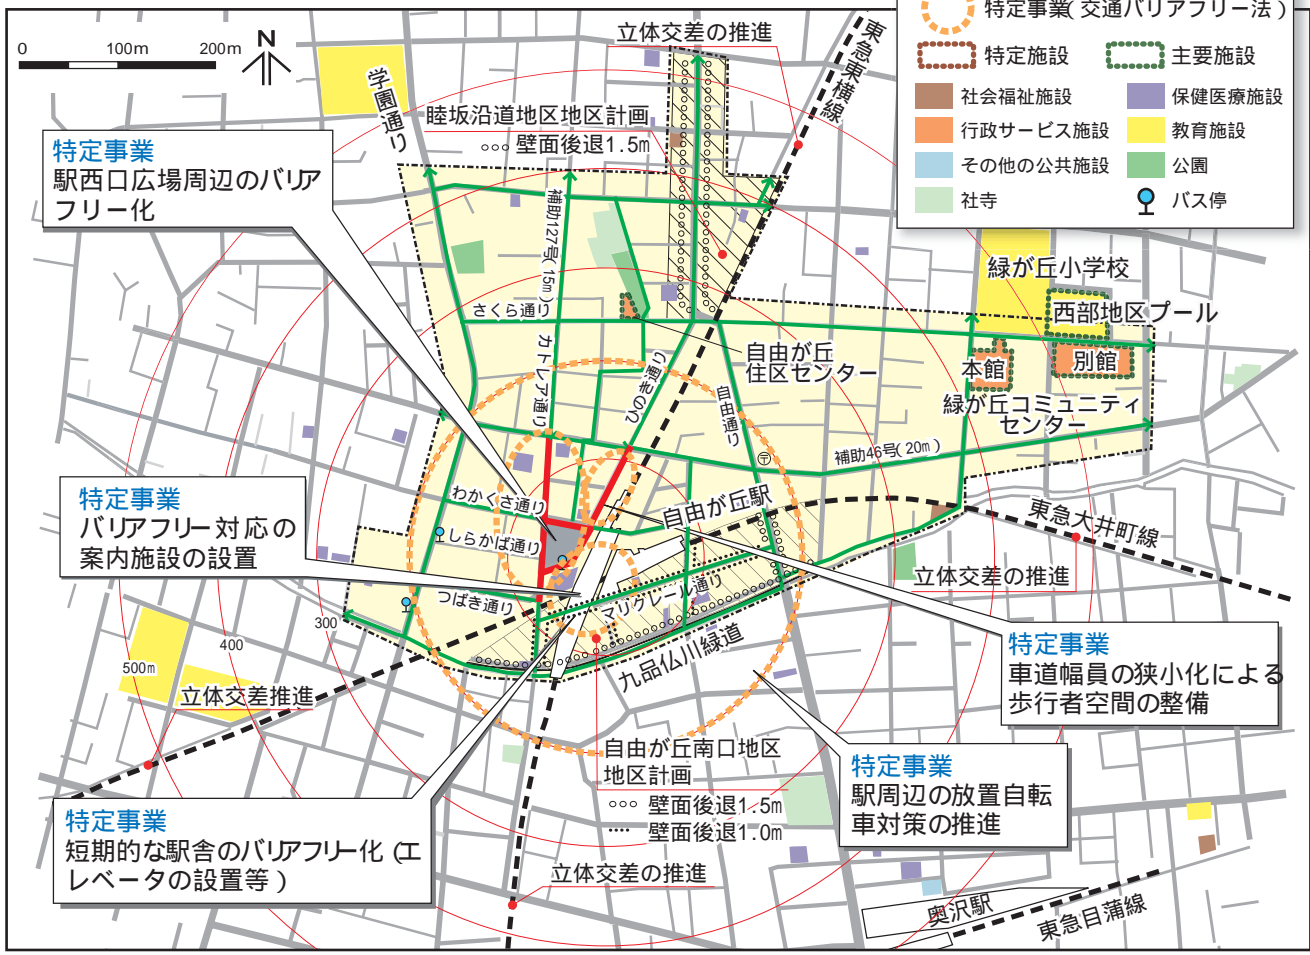 特定事業（交通バリアフリー法）
特定施設
主要施設
社会福祉施設
保健医療施設
行政サービス施設
教育施設
その他の公共施設
公園
社寺
バス停
0 100m 200m
N
立体交差の推進
東急東横線
学園通り
睦坂沿道地区地区計画
壁面後退1.5m
特定事業
駅西口広場周辺のバリア
フリー化
補助127号(15m)
緑が丘小学校
西部地区プール
さくら通り
カトレア通り
ひのき通り
自由が丘
住区センター
自由通り
本館
別館
緑が丘コミュニティ
センター
補助46号(20m)
〒
特定事業
バリアフリー対応の
案内施設の設置
わかくさ通り
しらかば通り
つばき通り
自由が丘駅
マリクレール通り
九品仏川緑道
東急大井町線
立体交差の推進
300
400
500m
立体交差推進
特定事業
車道幅員の狭小化による
歩行者空間の整備
自由が丘南口地区
地区計画
壁面後退1.5m
壁面後退1.0m
特定事業
駅周辺の放置自転
車対策の推進
特定事業
短期的な駅舎のバリアフリー化（エ
レベータの設置等）
立体交差の推進
奥沢駅
東急目蒲線